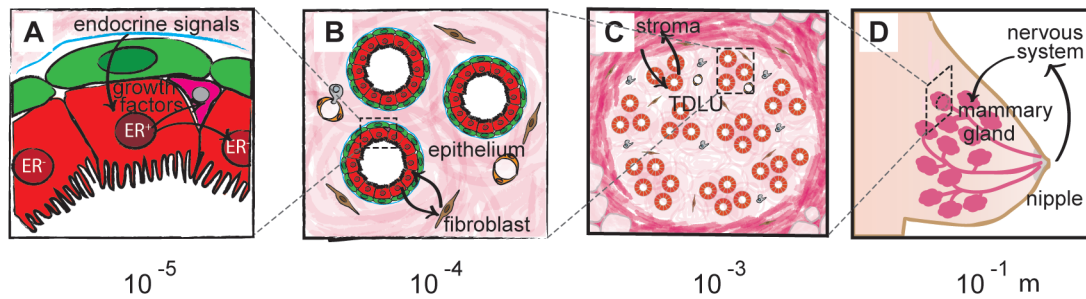 A
endocrine signals
growth
factors
ER⁺
ER⁻
ER⁻
B
epithelium
fibroblast
C
stroma
TDLU
D
nervous
system
mammary
gland
nipple
10⁻⁵
10⁻⁴
10⁻³
10⁻¹ m